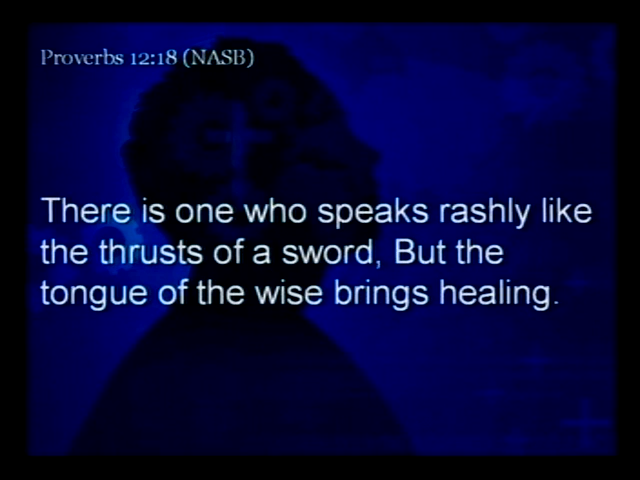 Proverbs 12:18 (NASB)
There is one who speaks rashly like
the thrusts of a sword, But the
tongue of the wise brings healing.